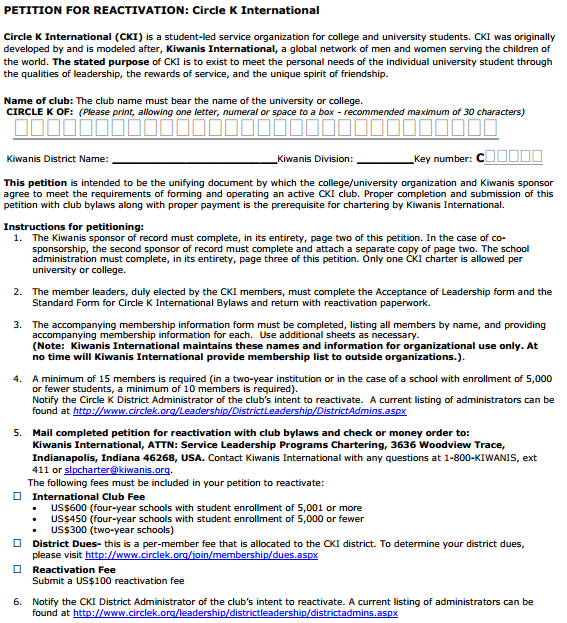 PETITION FOR REACTIVATION: Circle K International
Circle K International (CKI) is a student-led service organization for college and university students. CKI was originally
developed by and is modeled after, Kiwanis International, a global network of men and women serving the children of
the world. The stated purpose of CKI is to exist to meet the personal needs of the individual university student through
the qualities of leadership, the rewards of service, and the unique spirit of friendship.
Name of club: The club name must bear the name of the university or college.
CIRCLE K OF: (Please print, allowing one letter, numeral or space to a box - recommended maximum of 30 characters)
Kiwanis District Name: ____________________Kiwanis Division: __________Key number: C
This petition is intended to be the unifying document by which the college/university organization and Kiwanis sponsor
agree to meet the requirements of forming and operating an active CKI club. Proper completion and submission of this
petition with club bylaws along with proper payment is the prerequisite for chartering by Kiwanis International.
Instructions for petitioning:
1. The Kiwanis sponsor of record must complete, in its entirety, page two of this petition. In the case of co-
sponsorship, the second sponsor of record must complete and attach a separate copy of page two. The school
administration must complete, in its entirety, page three of this petition. Only one CKI charter is allowed per
university or college.
2. The member leaders, duly elected by the CKI members, must complete the Acceptance of Leadership form and the
Standard Form for Circle K International Bylaws and return with reactivation paperwork.
3. The accompanying membership information form must be completed, listing all members by name, and providing
accompanying membership information for each. Use additional sheets as necessary.
(Note: Kiwanis International maintains these names and information for organizational use only. At
no time will Kiwanis International provide membership list to outside organizations.).
4. A minimum of 15 members is required (in a two-year institution or in the case of a school with enrollment of 5,000
or fewer students, a minimum of 10 members is required).
Notify the Circle K District Administrator of the club's intent to reactivate. A current listing of administrators can be
found at http://www.circlek.org/Leadership/DistrictLeadership/DistrictAdmins.aspx
5. Mail completed petition for reactivation with club bylaws and check or money order to:
Kiwanis International, ATTN: Service Leadership Programs Chartering, 3636 Woodview Trace,
Indianapolis, Indiana 46268, USA. Contact Kiwanis International with any questions at 1-800-KIWANIS, ext
411 or slpcharter@kiwanis.org.
The following fees must be included in your petition to reactivate:
☐ International Club Fee
• US$600 (four-year schools with student enrollment of 5,001 or more
• US$450 (four-year schools with student enrollment of 5,000 or fewer
• US$300 (two-year schools)
☐ District Dues- this is a per-member fee that is allocated to the CKI district. To determine your district dues,
please visit http://www.circlek.org/join/membership/dues.aspx
☐ Reactivation Fee
Submit a US$100 reactivation fee
6. Notify the CKI District Administrator of the club's intent to reactivate. A current listing of administrators can be
found at http://www.circlek.org/leadership/districtleadership/districtadmins.aspx